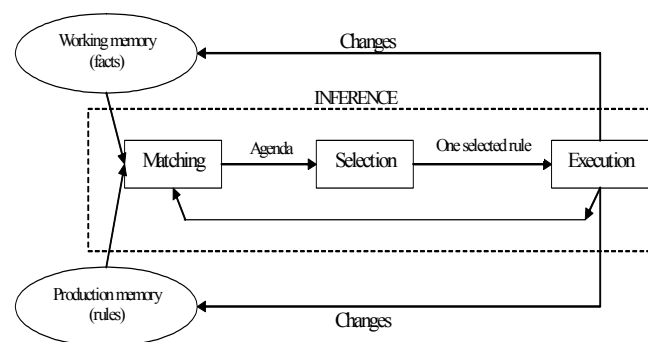 Working memory
(facts)
Changes
INFERENCE
Matching
Agenda
Selection
One selected rule
Execution
Production memory
(rules)
Changes